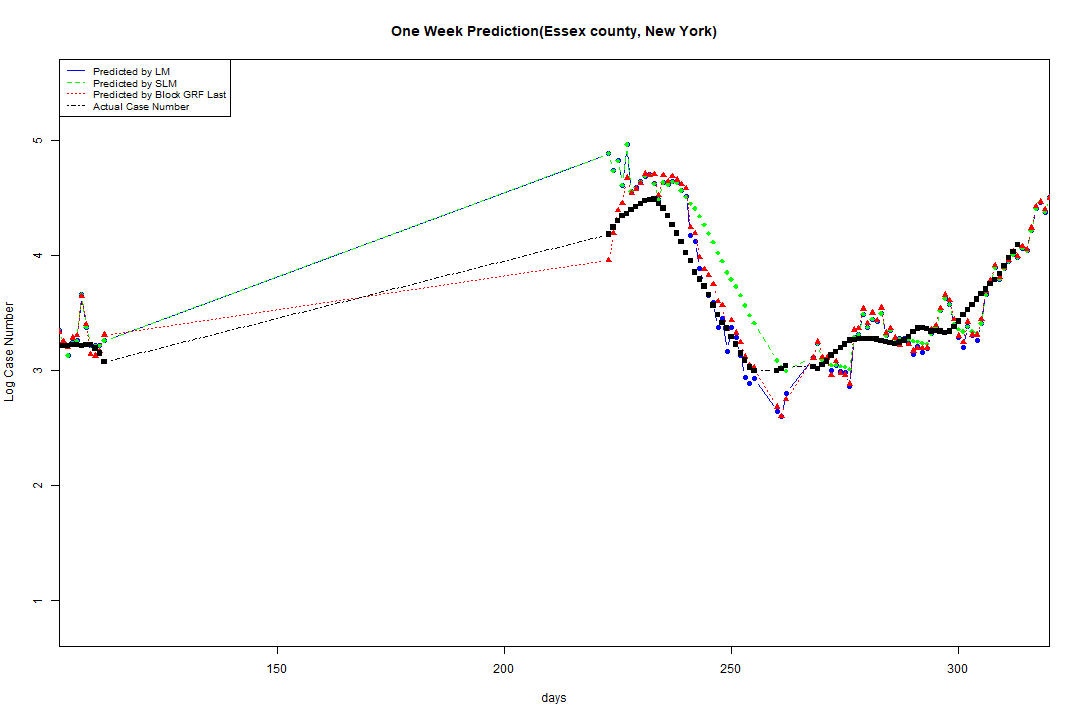 One Week Prediction(Essex county, New York)
Predicted by LM
Predicted by SLM
Predicted by Block GRF Last
Actual Case Number
5
4
3
2
1
Log Case Number
150
200
250
300
days